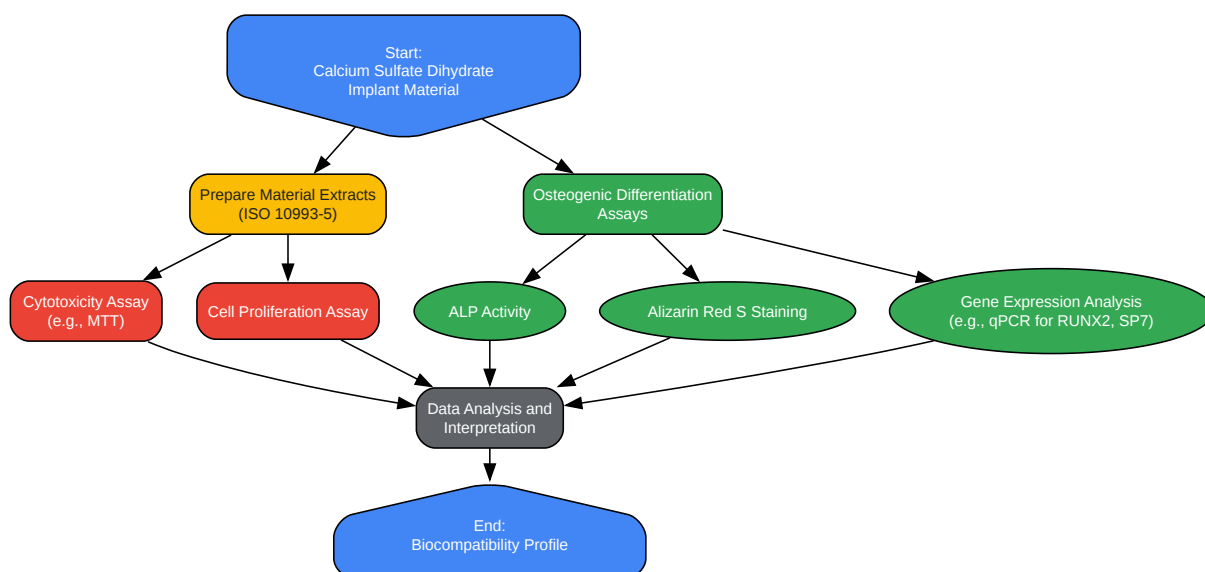 Start:
Calcium Sulfate Dihydrate
Implant Material
Prepare Material Extracts
(ISO 10993-5)
Osteogenic Differentiation
Assays
Cytotoxicity Assay
(e.g., MTT)
Cell Proliferation Assay
ALP Activity
Alizarin Red S Staining
Gene Expression Analysis
(e.g., qPCR for RUNX2, SP7)
Data Analysis and
Interpretation
End:
Biocompatibility Profile